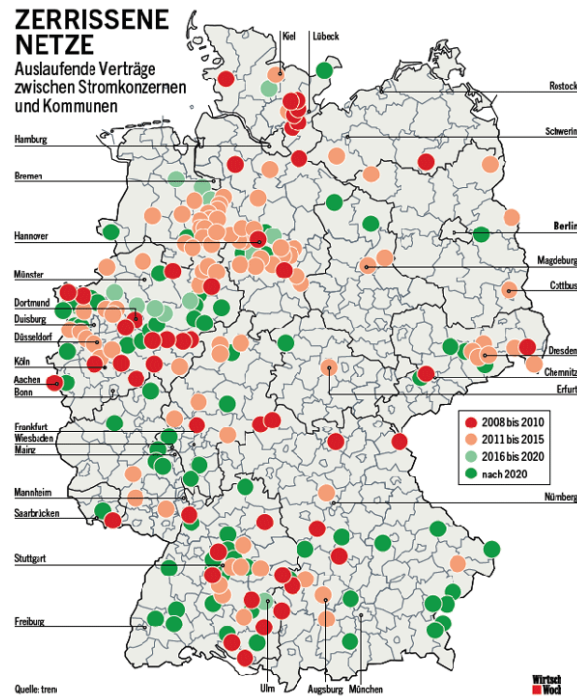 ZERRISSENE
NETZE
Auslaufende Verträge
zwischen Stromkonzernen
und Kommunen
Kiel
Lübeck
Rostock
Schwerin
Hamburg
Bremen
Berlin
Hannover
Magdeburg
Münster
Cottbus
Dortmund
Duisburg
Düsseldorf
Dresden
Köln
Chemnitz
Aachen
Bonn
Erfurt
Frankfurt
Wiesbaden
Mainz
2008 bis 2010
2011 bis 2015
2016 bis 2020
nach 2020
Mannheim
Nürnberg
Saarbrücken
Stuttgart
Freiburg
Ulm
Augsburg
München
Quelle: trend
Wirtsch
Woch